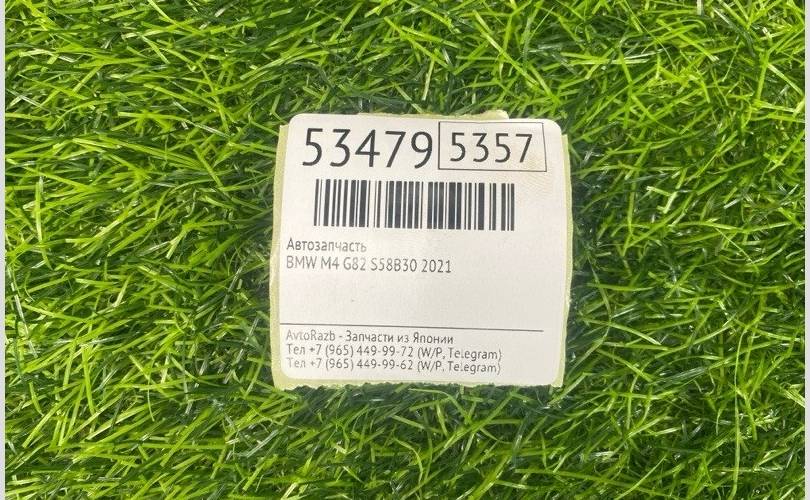 53479 5357
Автозапчасть
BMW M4 G82 S58B30 2021
AvtoRazb - Запчасти из Японии
Тел +7 (965) 449-99-72 (W/P, Telegram)
Тел +7 (965) 449-99-62 (W/P, Telegram)